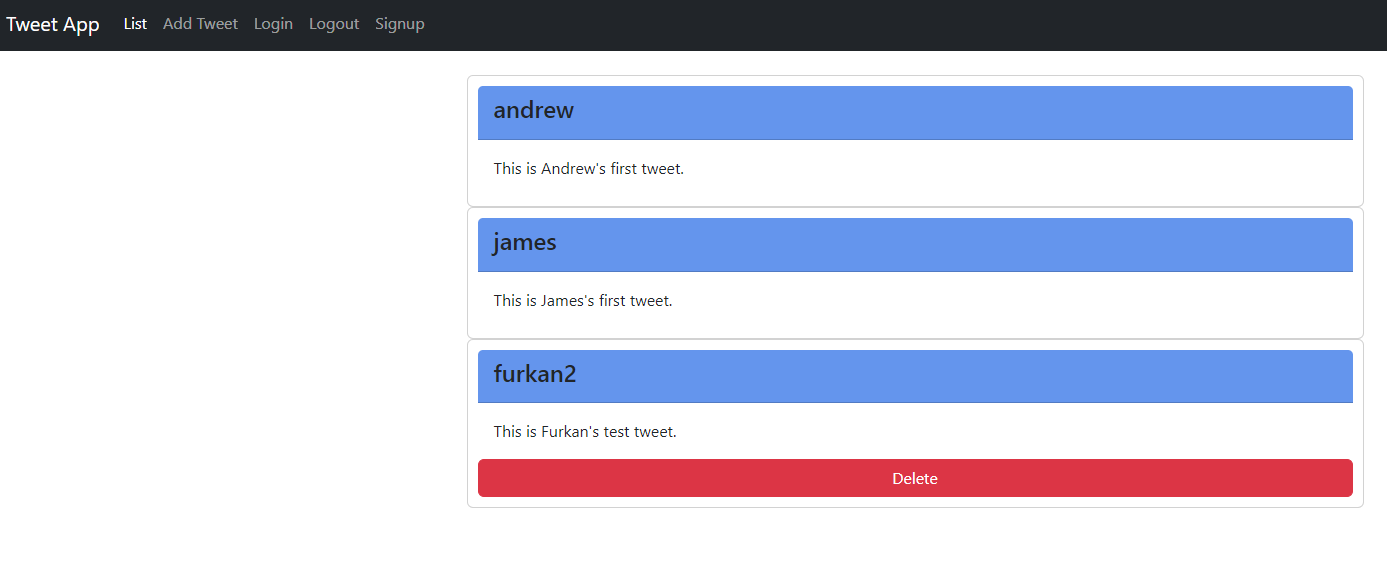 Tweet App List Add Tweet Login Logout Signup
andrew
This is Andrew's first tweet.
james
This is James's first tweet.
furkan2
This is Furkan's test tweet.
Delete